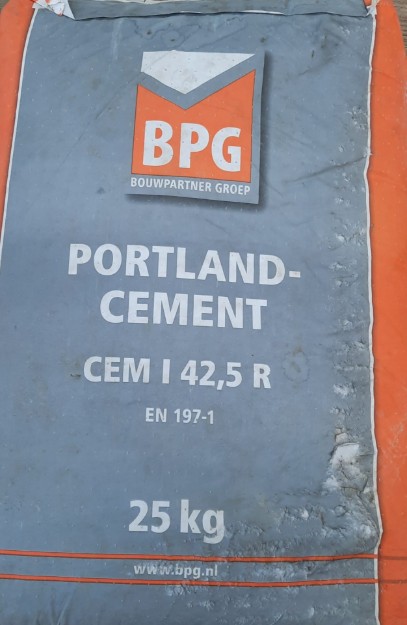 BPG
BOUWPARTNER GROEP
PORTLAND-
CEMENT
CEM I 42,5 R
EN 197-1
25 kg
www.bpg.nl